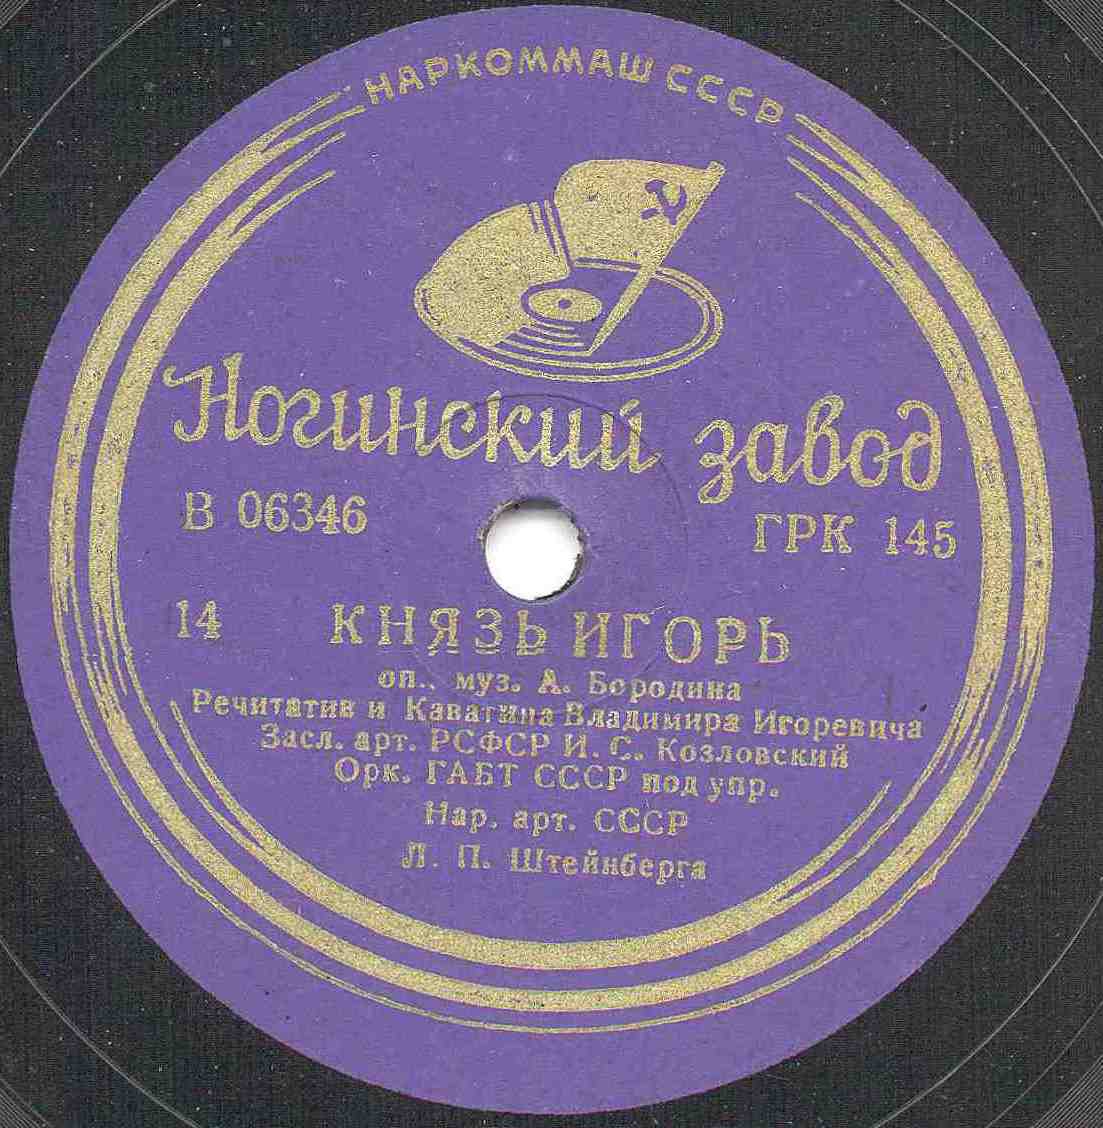 НАРКОММАШ СССР
Ногинский завод
В 06346
ГРК 145
14 КНЯЗЬ ИГОРЬ
оп., муз. А. Бородина
Речитатив и Каватина Владимира Игоревича
Засл. арт. РСФСР И. С. Козловский
Орк. ГАБТ СССР под упр.
Нар. арт. СССР
Л. П. Штейнберга